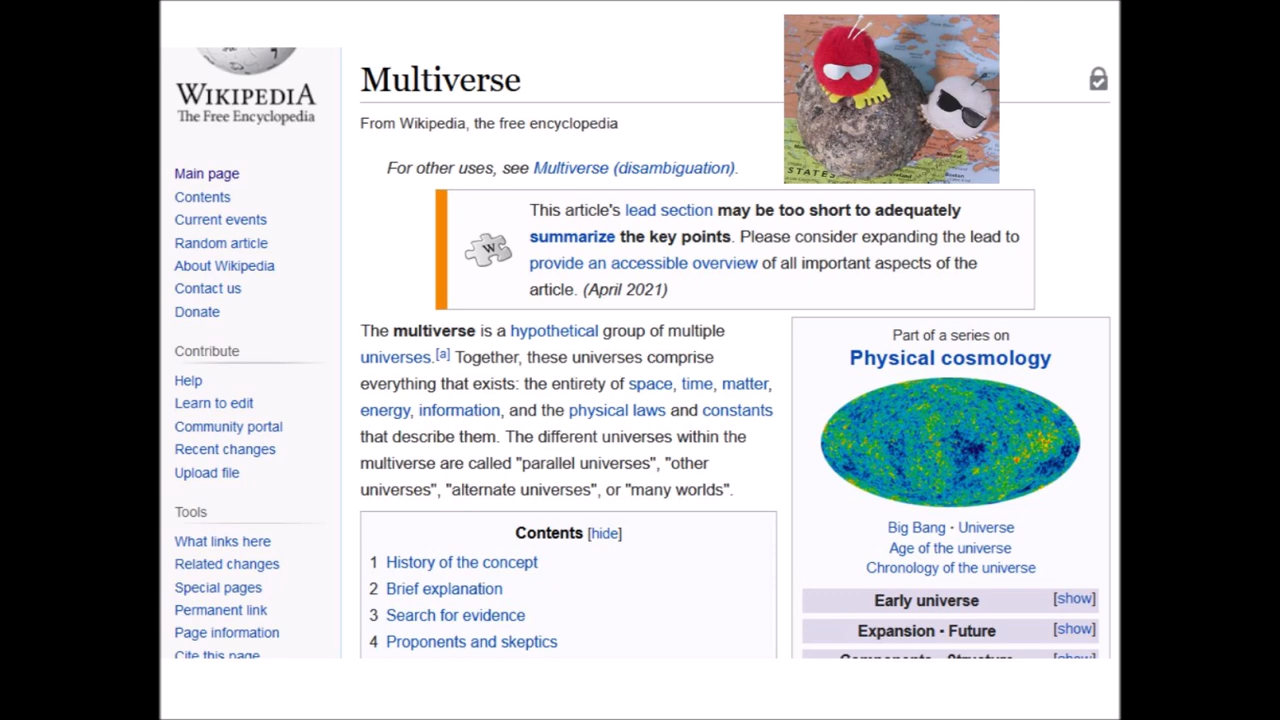 WIKIPEDIA
The Free Encyclopedia
Main page
Contents
Current events
Random article
About Wikipedia
Contact us
Donate
Contribute
Help
Learn to edit
Community portal
Recent changes
Upload file
Tools
What links here
Related changes
Special pages
Permanent link
Page information
Cite this page
Multiverse
From Wikipedia, the free encyclopedia
For other uses, see Multiverse (disambiguation).
STATES
This article's lead section may be too short to adequately
summarize the key points. Please consider expanding the lead to
provide an accessible overview of all important aspects of the
article. (April 2021)
W
The multiverse is a hypothetical group of multiple
universes.[a] Together, these universes comprise
everything that exists: the entirety of space, time, matter,
energy, information, and the physical laws and constants
that describe them. The different universes within the
multiverse are called "parallel universes", "other
universes", "alternate universes", or "many worlds".
Contents [hide]
1 History of the concept
2 Brief explanation
3 Search for evidence
4 Proponents and skeptics
Part of a series on
Physical cosmology
Big Bang · Universe
Age of the universe
Chronology of the universe
Early universe [show]
Expansion · Future [show]
Components · Structure [show]